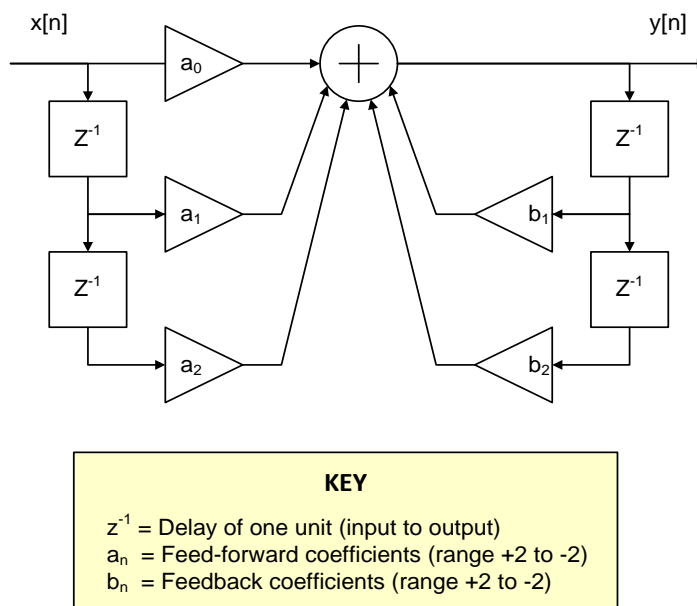 x[n] y[n]
a₀
Z⁻¹ Z⁻¹
a₁ b₁
Z⁻¹ Z⁻¹
a₂ b₂
KEY
z⁻¹ = Delay of one unit (input to output)
aₙ = Feed-forward coefficients (range +2 to -2)
bₙ = Feedback coefficients (range +2 to -2)